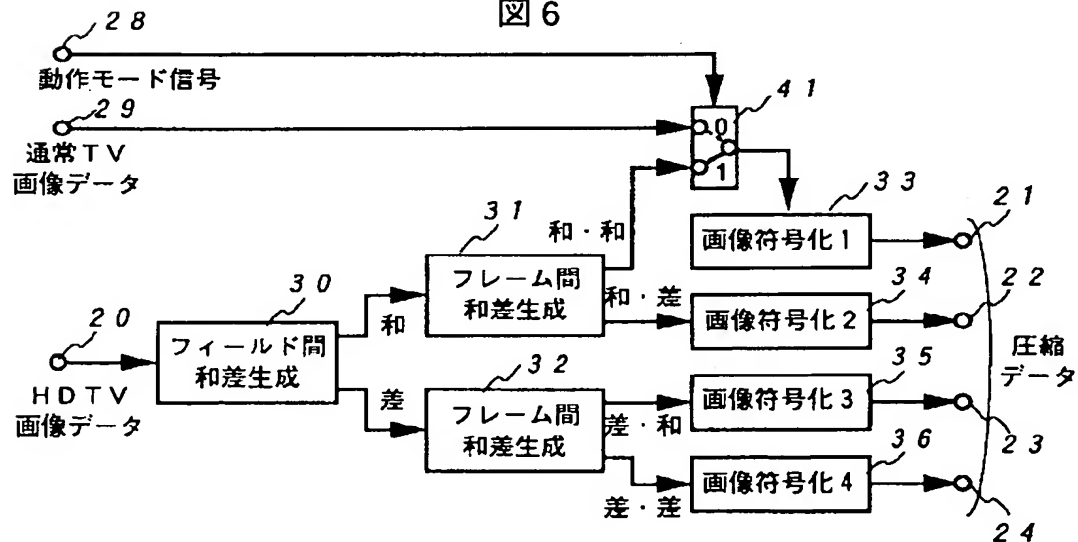 図6
28
動作モード信号
29
通常TV
画像データ
41
0
1
33
画像符号化1
21
31
和・和
フレーム間
和差生成
和・差
34
画像符号化2
22
30
20
フィールド間
和差生成
和
差
HDTV
画像データ
32
フレーム間
和差生成
差・和
35
画像符号化3
23
差・差
36
画像符号化4
24
圧縮
データ